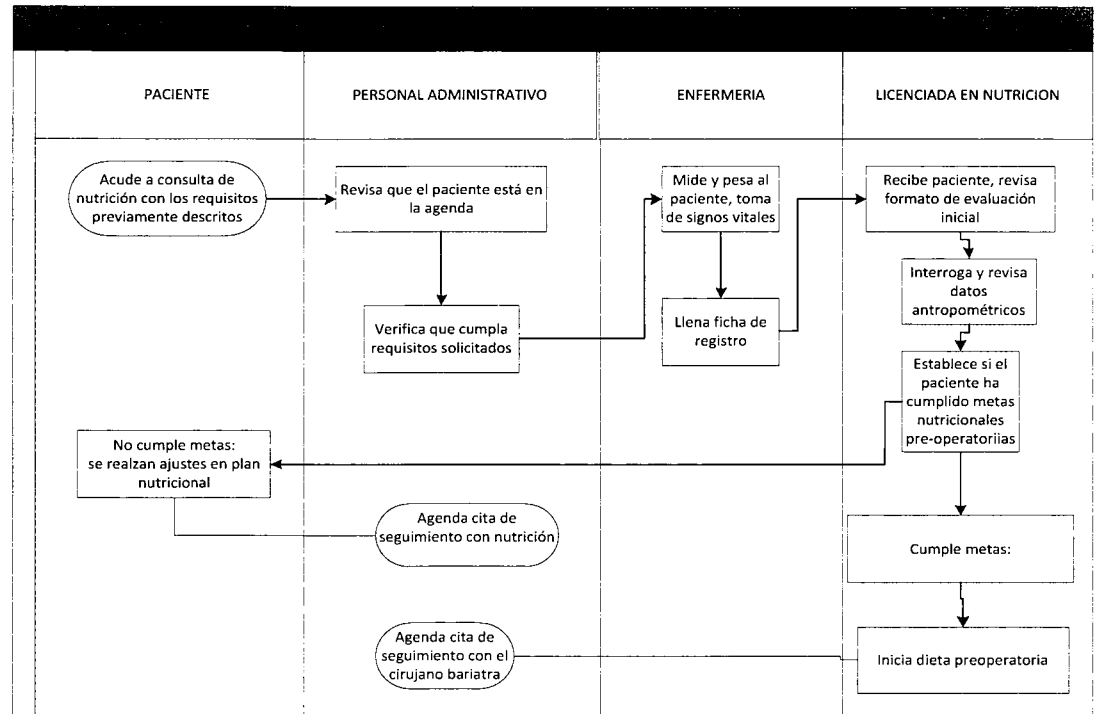 PACIENTE
PERSONAL ADMINISTRATIVO
ENFERMERIA
LICENCIADA EN NUTRICION
Acude a consulta de
nutrición con los requisitos
previamente descritos
Revisa que el paciente está en
la agenda
Mide y pesa al
paciente, toma
de signos vitales
Recibe paciente, revisa
formato de evaluación
inicial
Interroga y revisa
datos
antropométricos
Verifica que cumpla
requisitos solicitados
Llena ficha de
registro
Establece si el
paciente ha
cumplido metas
nutricionales
pre-operatoriias
No cumple metas:
se realzan ajustes en plan
nutricional
Agenda cita de
seguimiento con
nutrición
Cumple metas:
Agenda cita de
seguimiento con el
cirujano bariatra
Inicia dieta preoperatoria